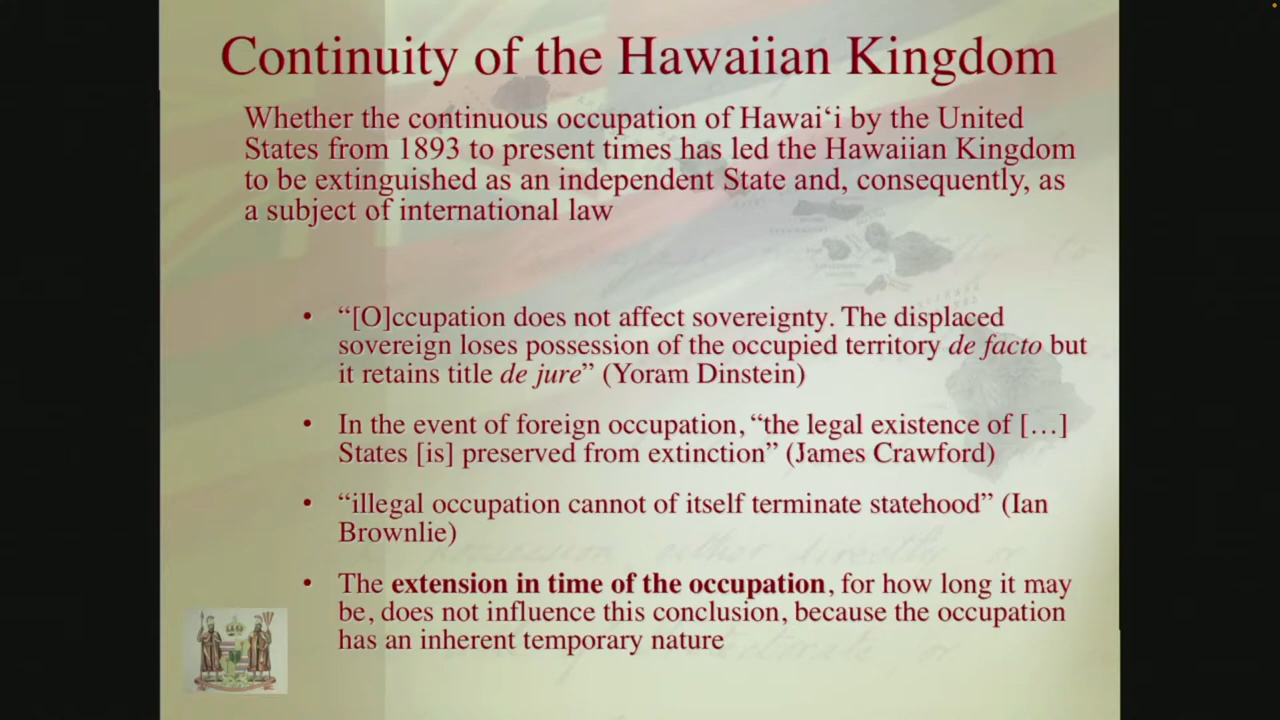 Continuity of the Hawaiian Kingdom
Whether the continuous occupation of Hawai‘i by the United
States from 1893 to present times has led the Hawaiian Kingdom
to be extinguished as an independent State and, consequently, as
a subject of international law
• “[O]ccupation does not affect sovereignty. The displaced
sovereign loses possession of the occupied territory de facto but
it retains title de jure” (Yoram Dinstein)
• In the event of foreign occupation, “the legal existence of […]
States [is] preserved from extinction” (James Crawford)
• “illegal occupation cannot of itself terminate statehood” (Ian
Brownlie)
• The extension in time of the occupation, for how long it may
be, does not influence this conclusion, because the occupation
has an inherent temporary nature